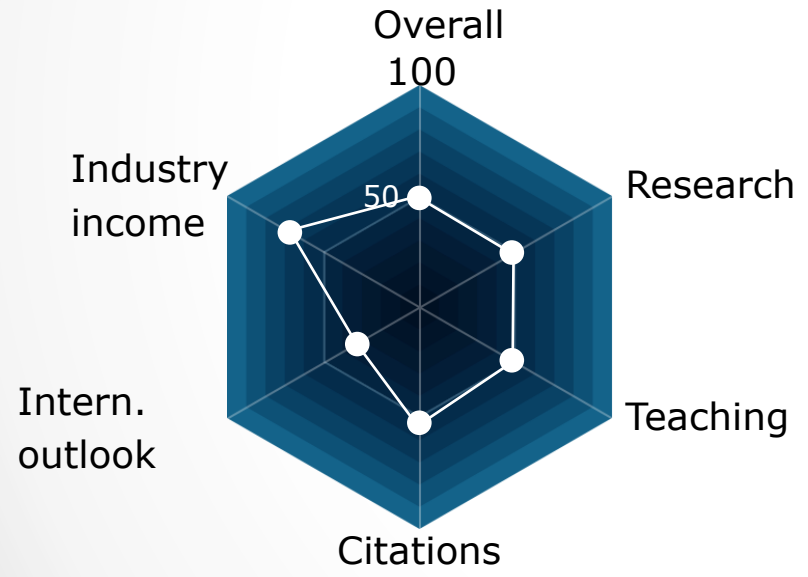 Overall
100
Industry
income
50
Research
Intern.
outlook
Teaching
Citations